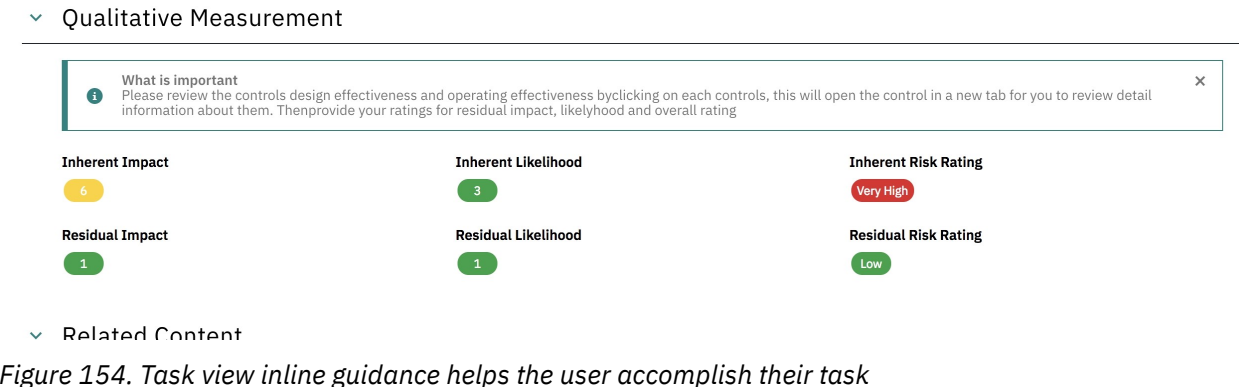 Qualitative Measurement
What is important
Please review the controls design effectiveness and operating effectiveness byclicking on each controls, this will open the control in a new tab for you to review detail
information about them. Thenprovide your ratings for residual impact, likelyhood and overall rating
Inherent Impact Inherent Likelihood Inherent Risk Rating
6 3 Very High
Residual Impact Residual Likelihood Residual Risk Rating
1 1 Low
Related Content
Figure 154. Task view inline guidance helps the user accomplish their task